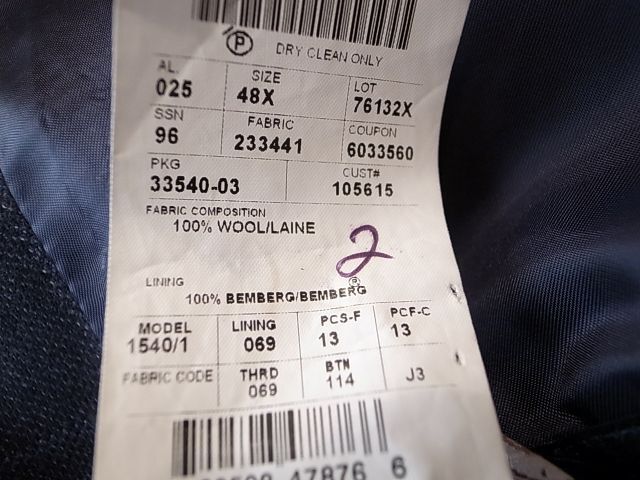 P DRY CLEAN ONLY
AL. SIZE LOT
025 48X 76132X
SSN FABRIC COUPON
96 233441 6033560
PKG CUST#
33540-03 105615
FABRIC COMPOSITION
100% WOOL/LAINE
2
LINING
100% BEMBERG/BEMBERG
MODEL LINING PCS-F PCF-C
1540/1 069 13 13
FABRIC CODE THRD BTN J3
069 114
47876 6